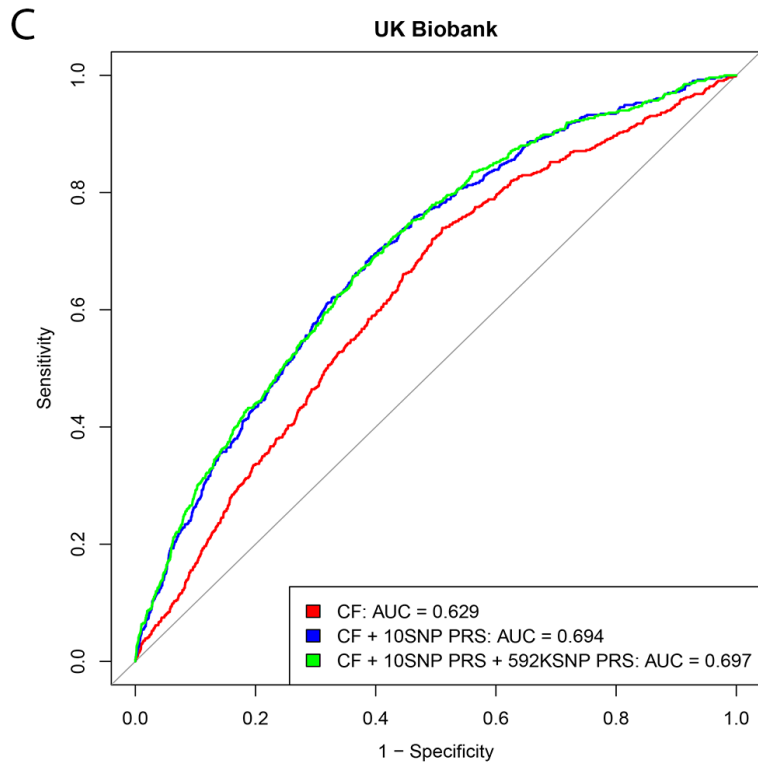 C
UK Biobank
Sensitivity
1.0
0.8
0.6
0.4
0.2
0.0
CF: AUC = 0.629
CF + 10SNP PRS: AUC = 0.694
CF + 10SNP PRS + 592KSNP PRS: AUC = 0.697
0.0 0.2 0.4 0.6 0.8 1.0
1 − Specificity